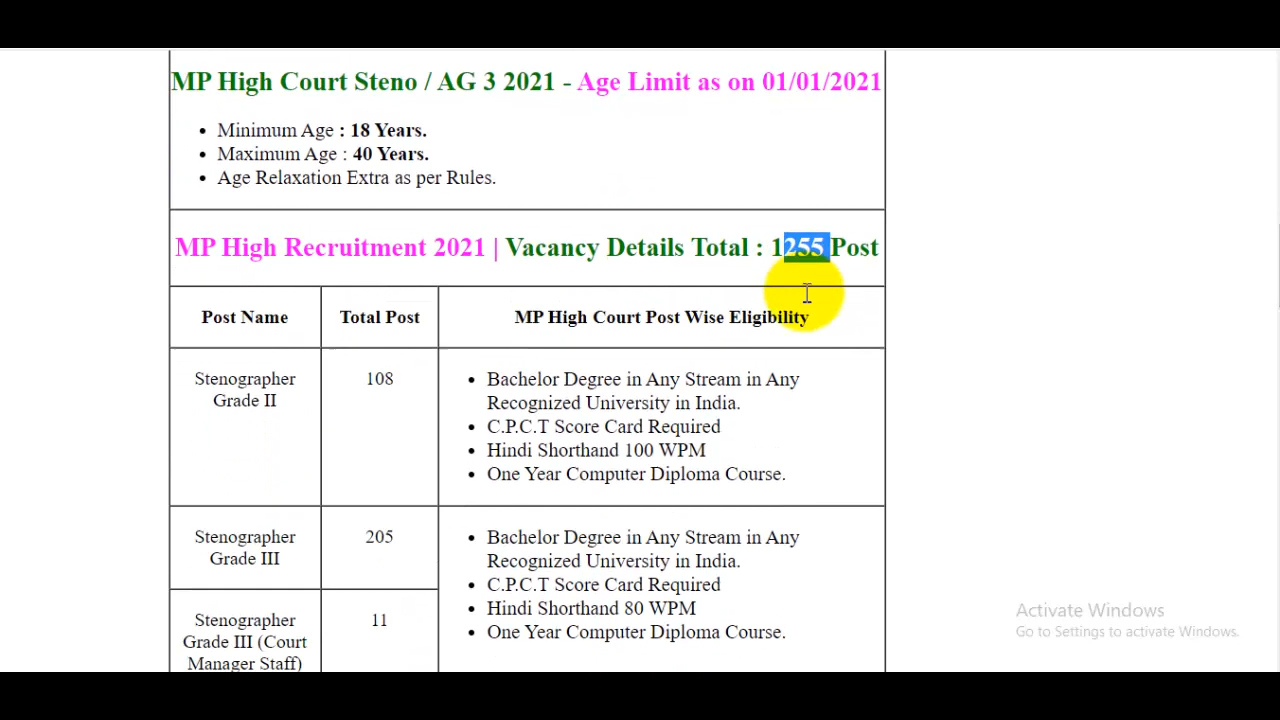 MP High Court Steno / AG 3 2021 - Age Limit as on 01/01/2021
• Minimum Age : 18 Years.
• Maximum Age : 40 Years.
• Age Relaxation Extra as per Rules.
MP High Recruitment 2021 | Vacancy Details Total : 1255 Post
Post Name
Total Post
MP High Court Post Wise Eligibility
Stenographer
Grade II
108
• Bachelor Degree in Any Stream in Any
Recognized University in India.
• C.P.C.T Score Card Required
• Hindi Shorthand 100 WPM
• One Year Computer Diploma Course.
Stenographer
Grade III
205
• Bachelor Degree in Any Stream in Any
Recognized University in India.
• C.P.C.T Score Card Required
• Hindi Shorthand 80 WPM
• One Year Computer Diploma Course.
Stenographer
Grade III (Court
Manager Staff)
11
Activate Windows
Go to Settings to activate Windows.